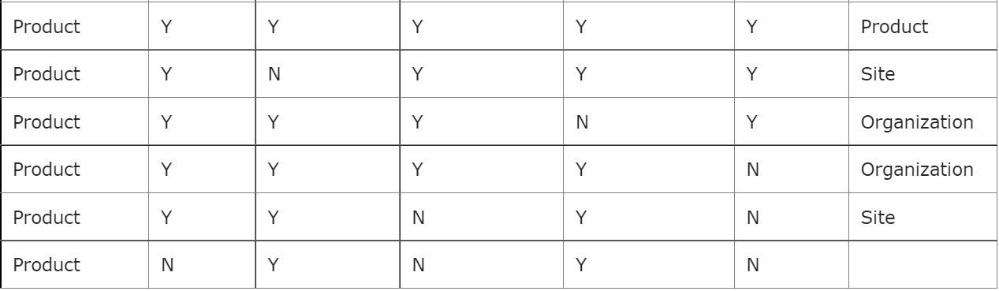 Product Y Y Y Y Y Product
Product Y N Y Y Y Site
Product Y Y Y N Y Organization
Product Y Y Y Y N Organization
Product Y Y N Y N Site
Product N Y N Y N